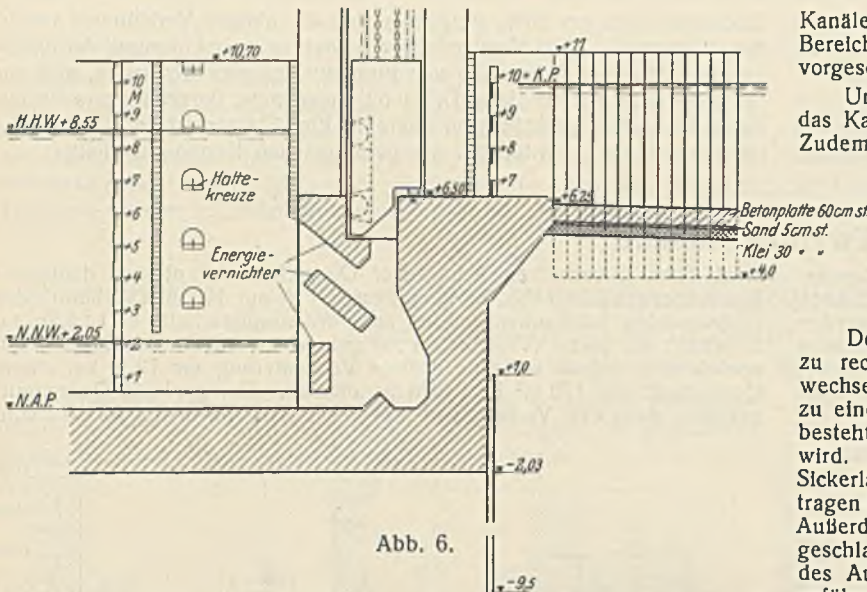 +10,70
+10
M
+9
H.H.W.+8.55
+8
+7
Halte-
kreuze
+6
+5
Energie-
vernichter
+4
+3
N.N.W.+2,05
+2
+1
N.A.P.
+6,50
+11
+10+K.P.
+9
+8
+7
+6,25
Betonplatte 60cm st.
Sand 5cm st.
Klei 30 " "
+4,0
+1,0
-2,03
-9,5
Abb. 6.
Kanäle
Bereich
vorges
Un
das Ka
Zudem
De
zu rec
wechse
zu eine
besteht
wird.
Sickerla
tragen
Außerd
geschla
des Au